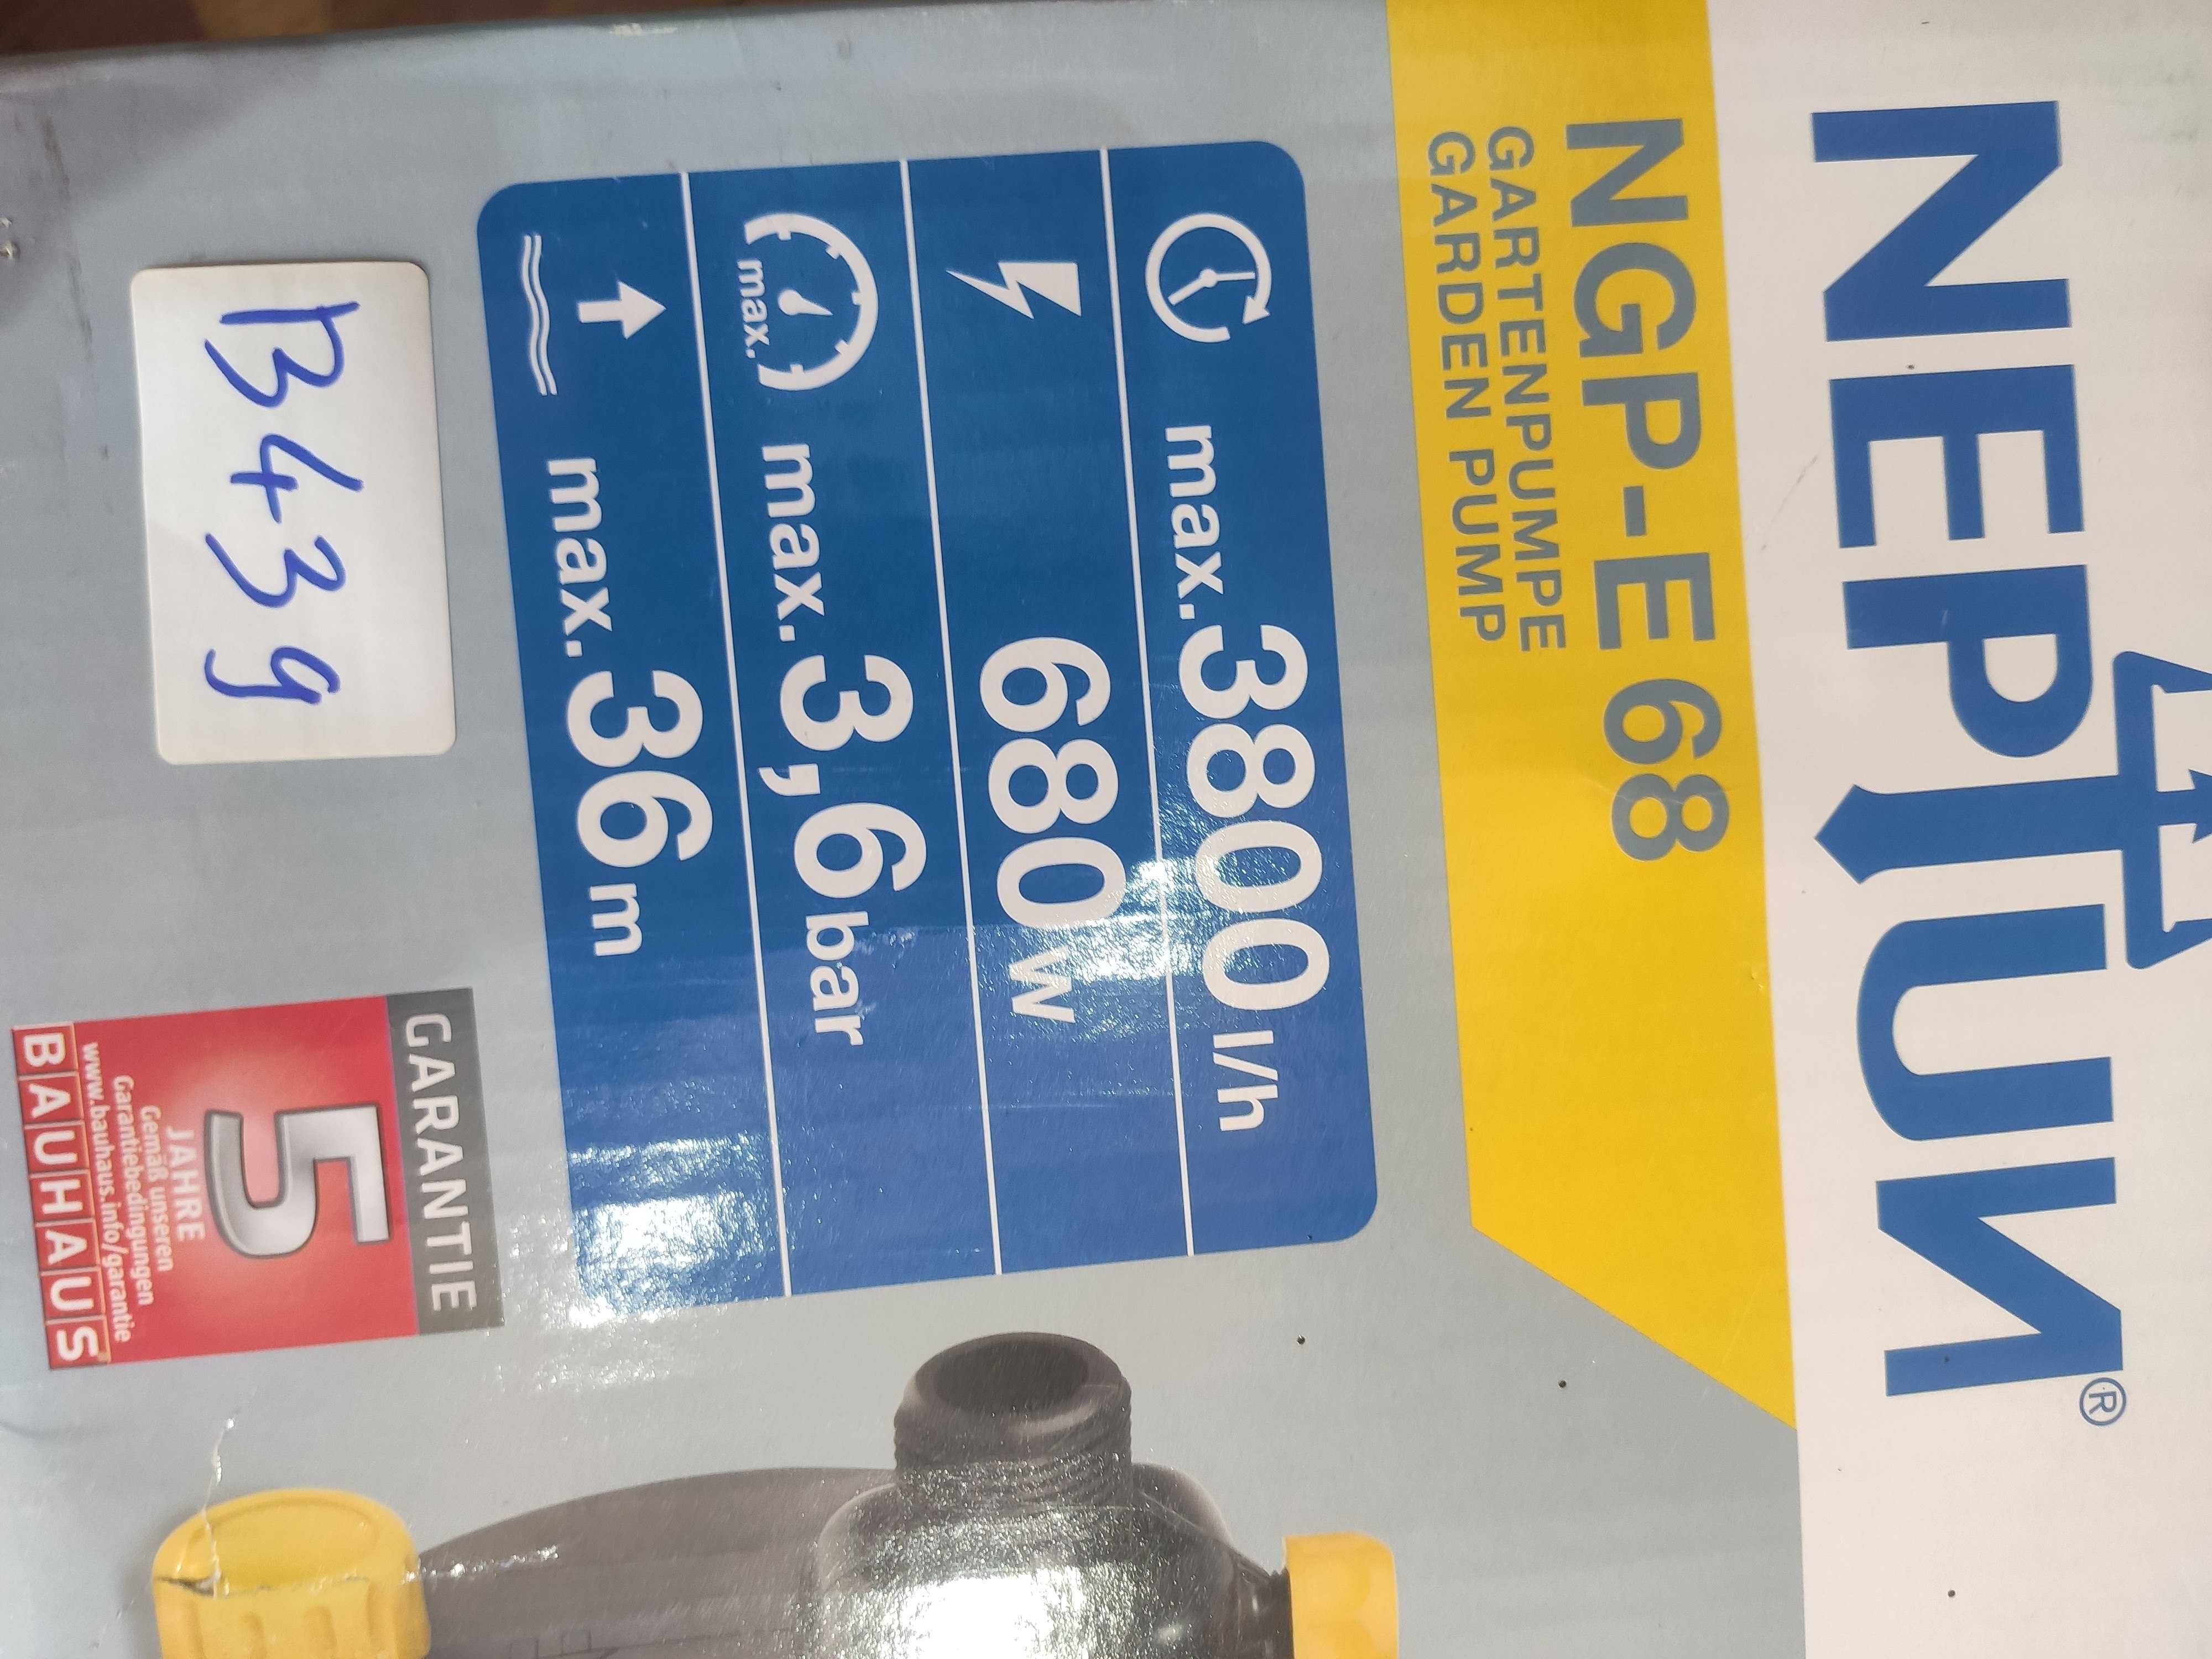 NEPTUN®
NGP-E 68
GARTENPUMPE
GARDEN PUMP
max. 3800 l/h
680 W
max. max. 3,6 bar
max. 36 m
B439
GARANTIE
5
JAHRE
Gemäß unseren
Garantiebedingungen
www.bauhaus.info/garantie
BAUHAUS